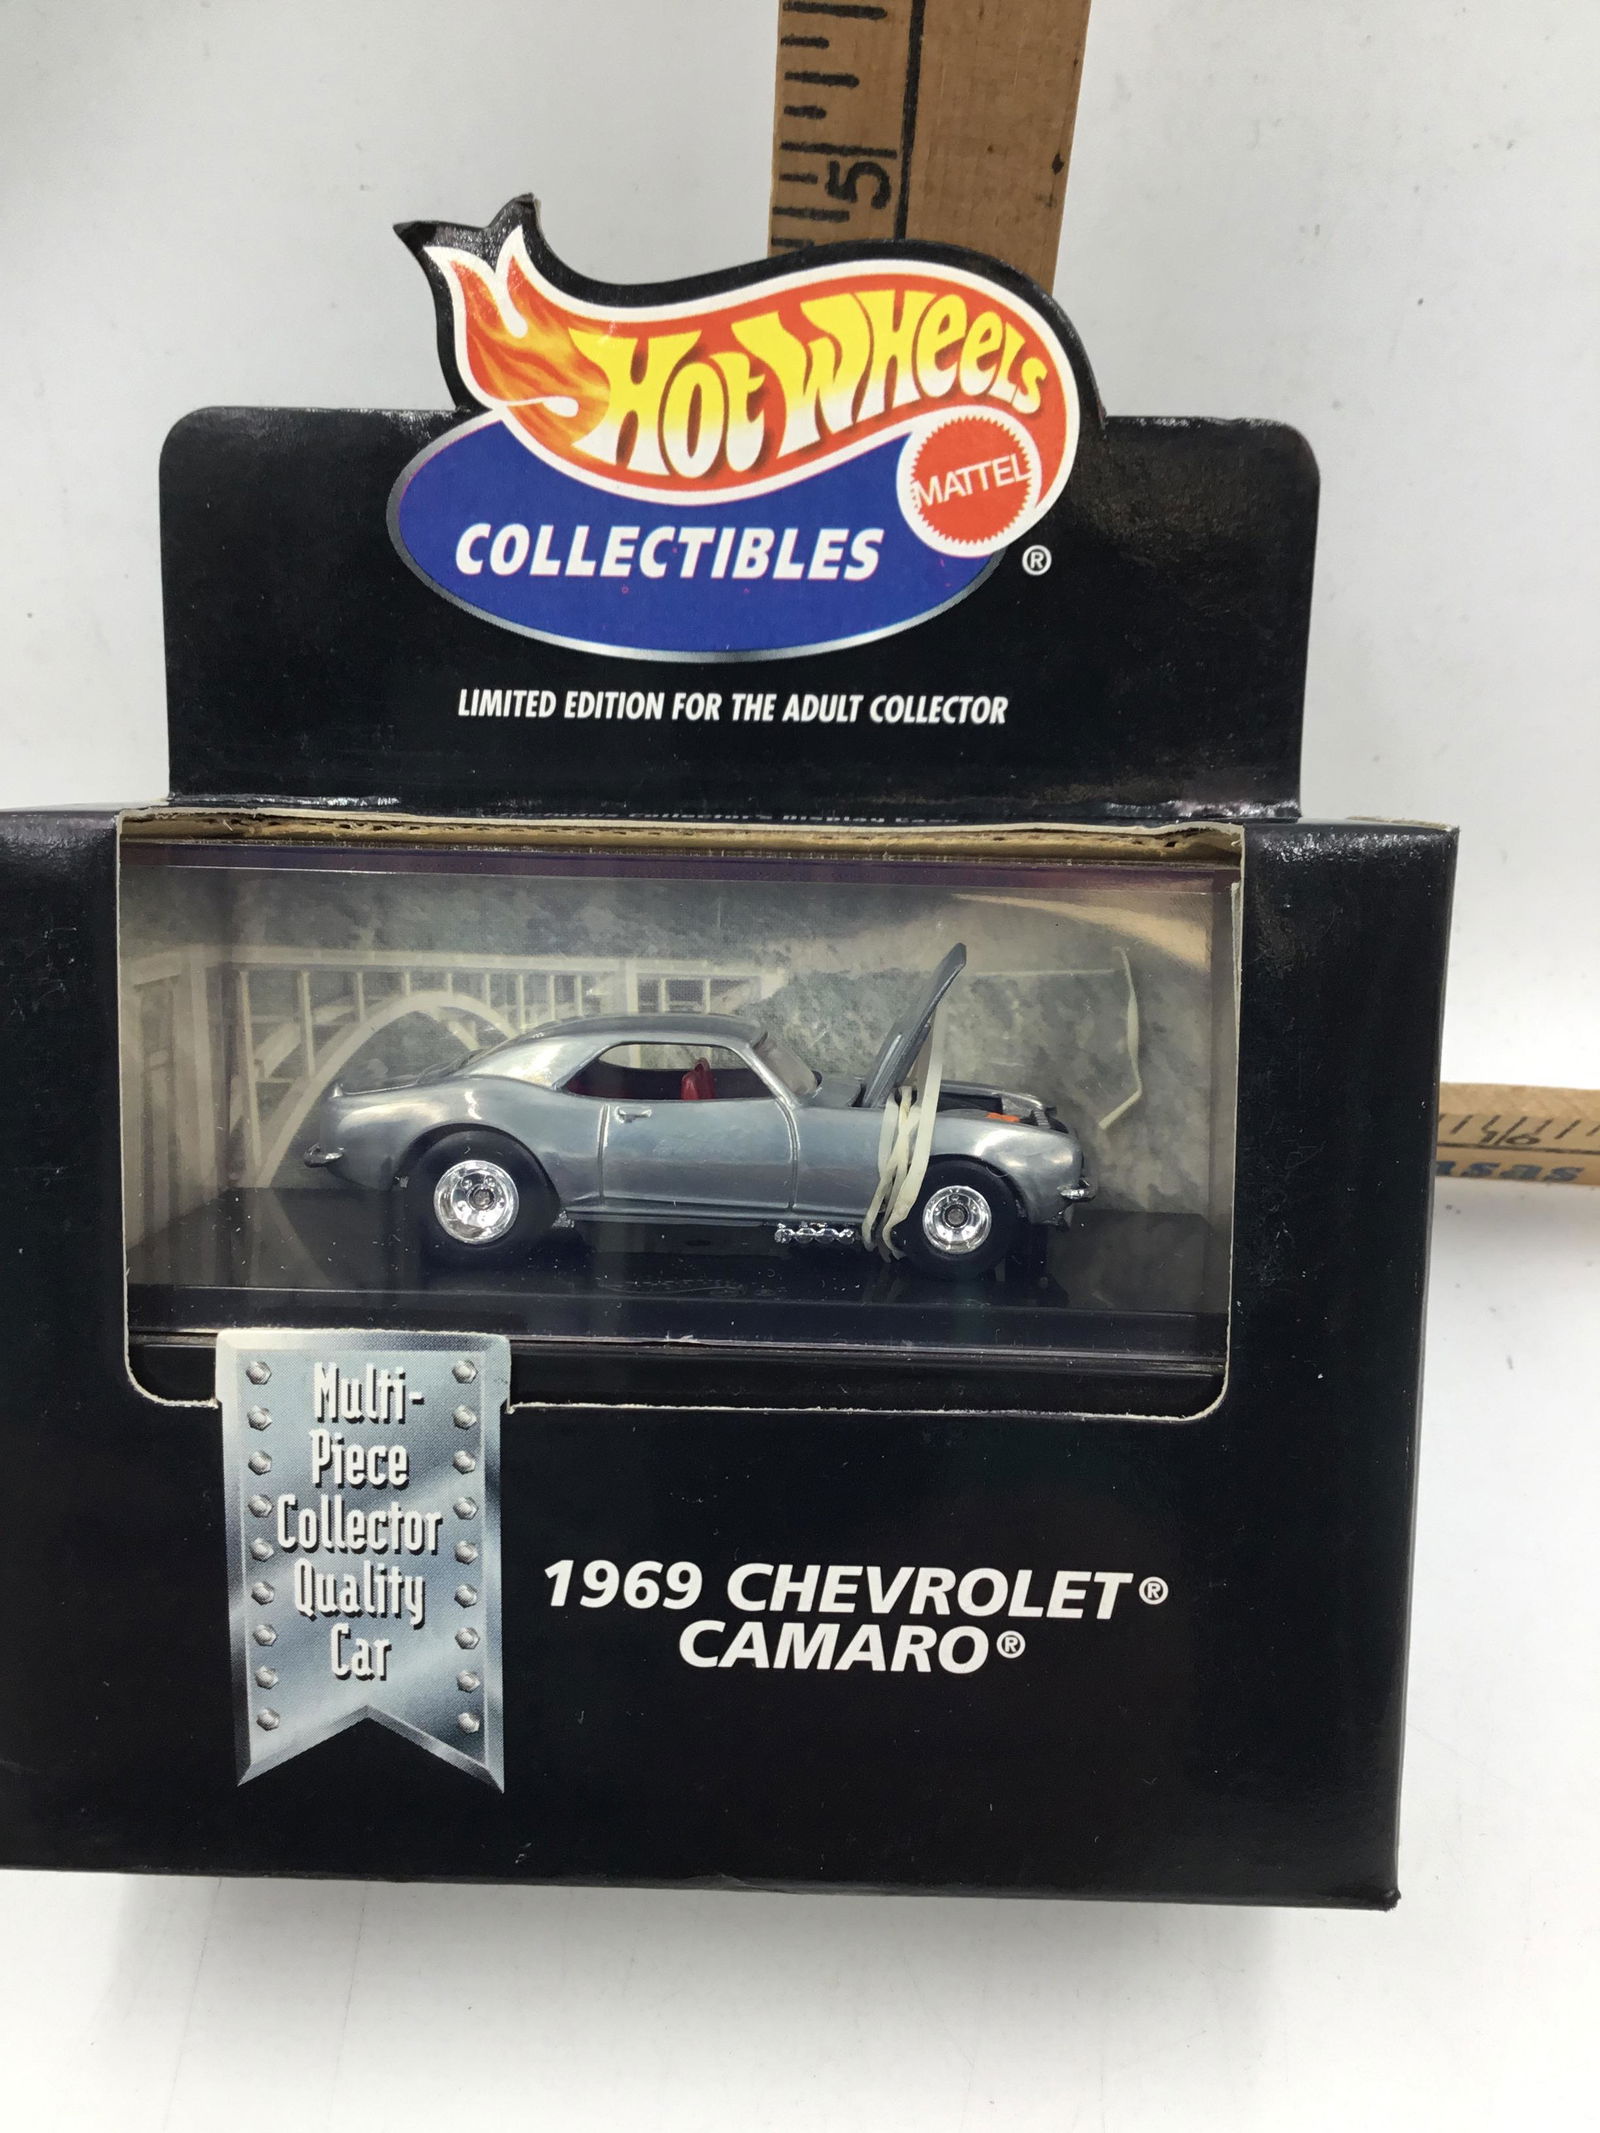 5
HOT WHEELS
MATTEL
COLLECTIBLES ®
LIMITED EDITION FOR THE ADULT COLLECTOR
Multi-
Piece
Collector
Quality
Car
1969 CHEVROLET®
CAMARO®